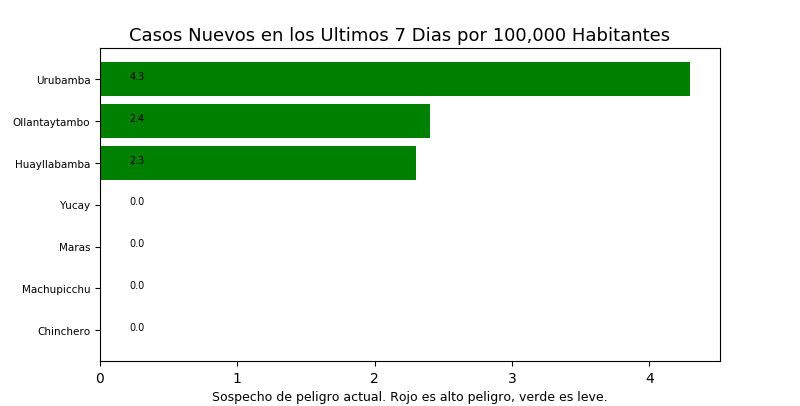 Casos Nuevos en los Ultimos 7 Dias por 100,000 Habitantes
Urubamba 4.3
Ollantaytambo 2.4
Huayllabamba 2.3
Yucay 0.0
Maras 0.0
Machupicchu 0.0
Chinchero 0.0
0 1 2 3 4
Sospecho de peligro actual. Rojo es alto peligro, verde es leve.